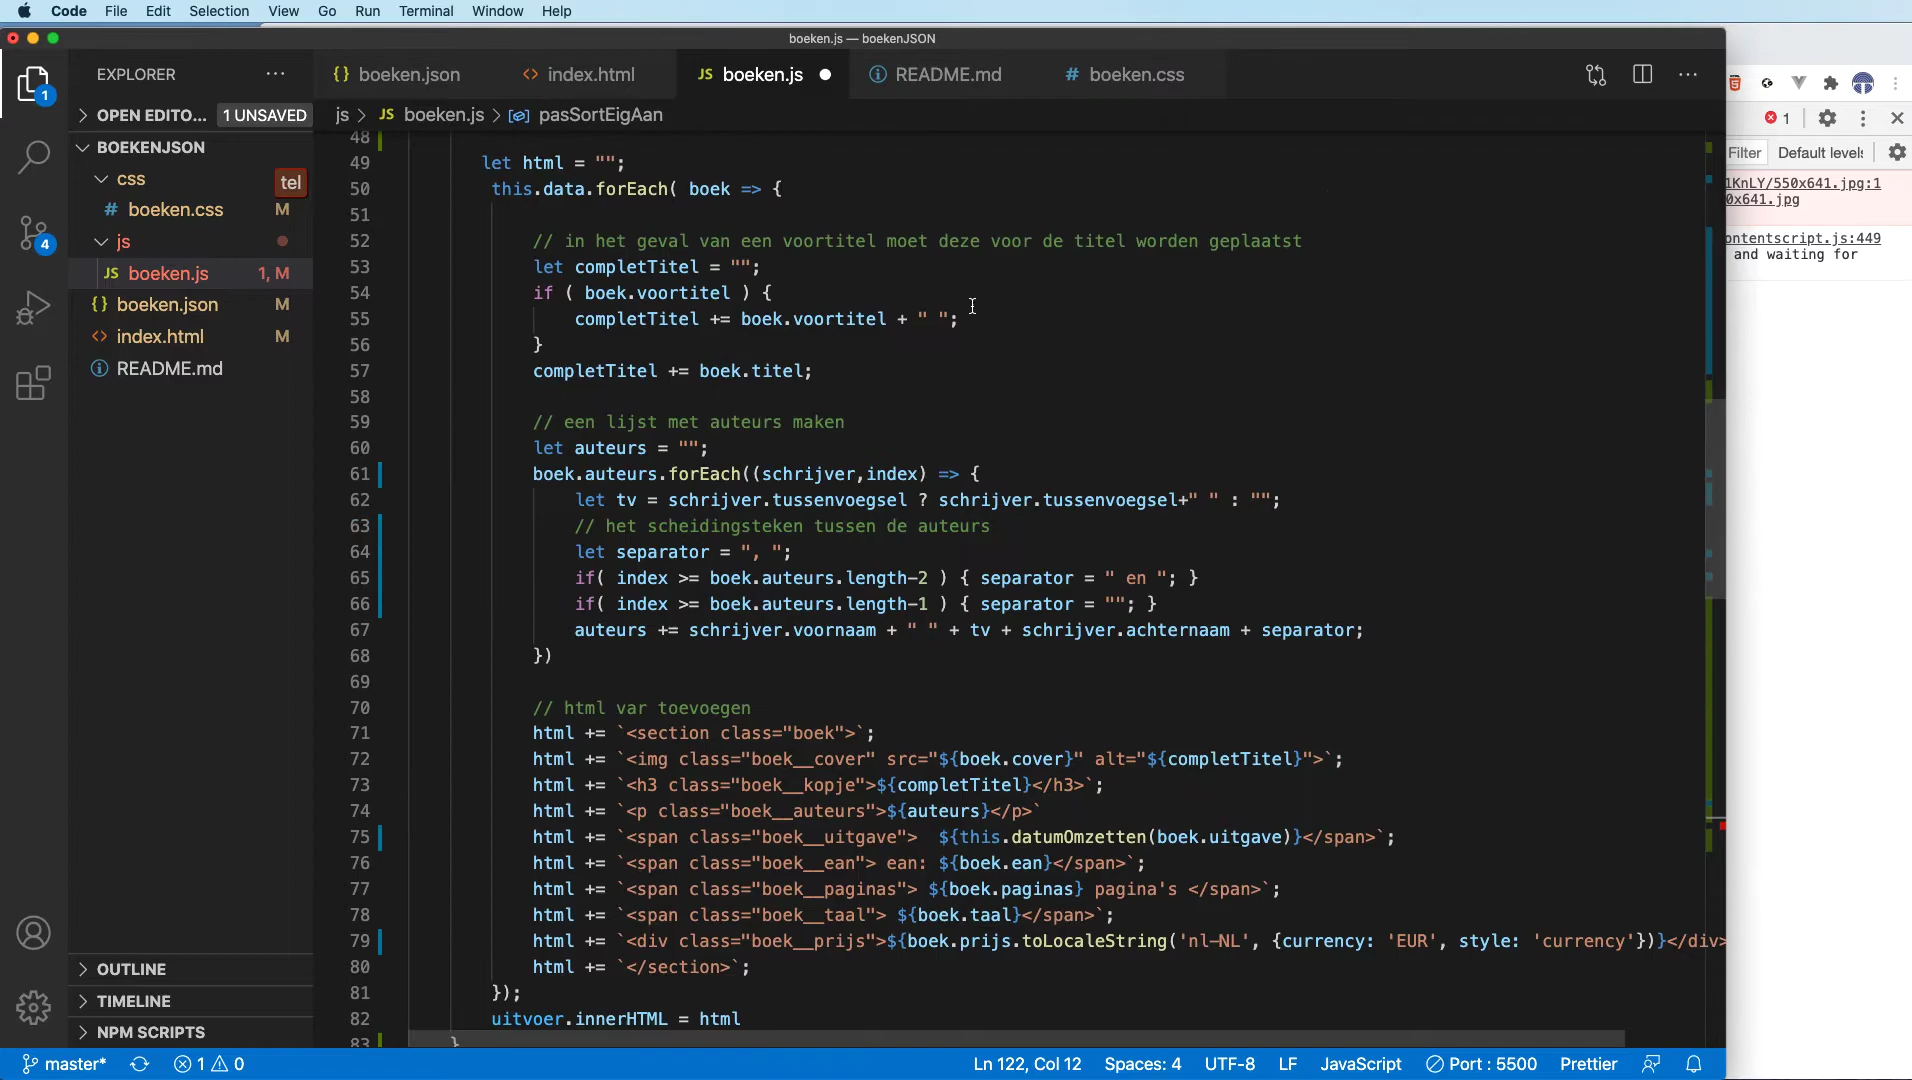 Code File Edit Selection View Go Run Terminal Window Help
boeken.js — boekenJSON
EXPLORER
boeken.json
index.html
JS boeken.js
README.md
# boeken.css
OPEN EDITO... 1 UNSAVED
js > JS boeken.js > pasSortEigAan
BOEKENJSON
css
tel
# boeken.css M
js
JS boeken.js 1, M
{} boeken.json M
<> index.html M
README.md
1
4
48
49 let html = "";
50 this.data.forEach( boek => {
51
52 // in het geval van een voortitel moet deze voor de titel worden geplaatst
53 let completTitel = "";
54 if ( boek.voortitel ) {
55 completTitel += boek.voortitel + " ";
56 }
57 completTitel += boek.titel;
58
59 // een lijst met auteurs maken
60 let auteurs = "";
61 boek.auteurs.forEach((schrijver,index) => {
62 let tv = schrijver.tussenvoegsel ? schrijver.tussenvoegsel+" " : "";
63 // het scheidingsteken tussen de auteurs
64 let separator = ", ";
65 if( index >= boek.auteurs.length-2 ) { separator = " en "; }
66 if( index >= boek.auteurs.length-1 ) { separator = ""; }
67 auteurs += schrijver.voornaam + " " + tv + schrijver.achternaam + separator;
68 })
69
70 // html var toevoegen
71 html += `<section class="boek">`;
72 html += `<img class="boek__cover" src="${boek.cover}" alt="${completTitel}">`;
73 html += `<h3 class="boek__kopje">${completTitel}</h3>`;
74 html += `<p class="boek__auteurs">${auteurs}</p>`
75 html += `<span class="boek__uitgave">  ${this.datumOmzetten(boek.uitgave)}</span>`;
76 html += `<span class="boek__ean"> ean: ${boek.ean}</span>`;
77 html += `<span class="boek__paginas"> ${boek.paginas} pagina's </span>`;
78 html += `<span class="boek__taal"> ${boek.taal}</span>`;
79 html += `<div class="boek__prijs">${boek.prijs.toLocaleString('nl-NL', {currency: 'EUR', style: 'currency'})}</div>
80 html += `</section>`;
81 });
82 uitvoer.innerHTML = html
83 }
1
Filter Default levels
1KnLY/550x641.jpg:1
0x641.jpg
ontentscript.js:449
and waiting for
OUTLINE
TIMELINE
NPM SCRIPTS
master* 1 0 Ln 122, Col 12 Spaces: 4 UTF-8 LF JavaScript Port : 5500 Prettier